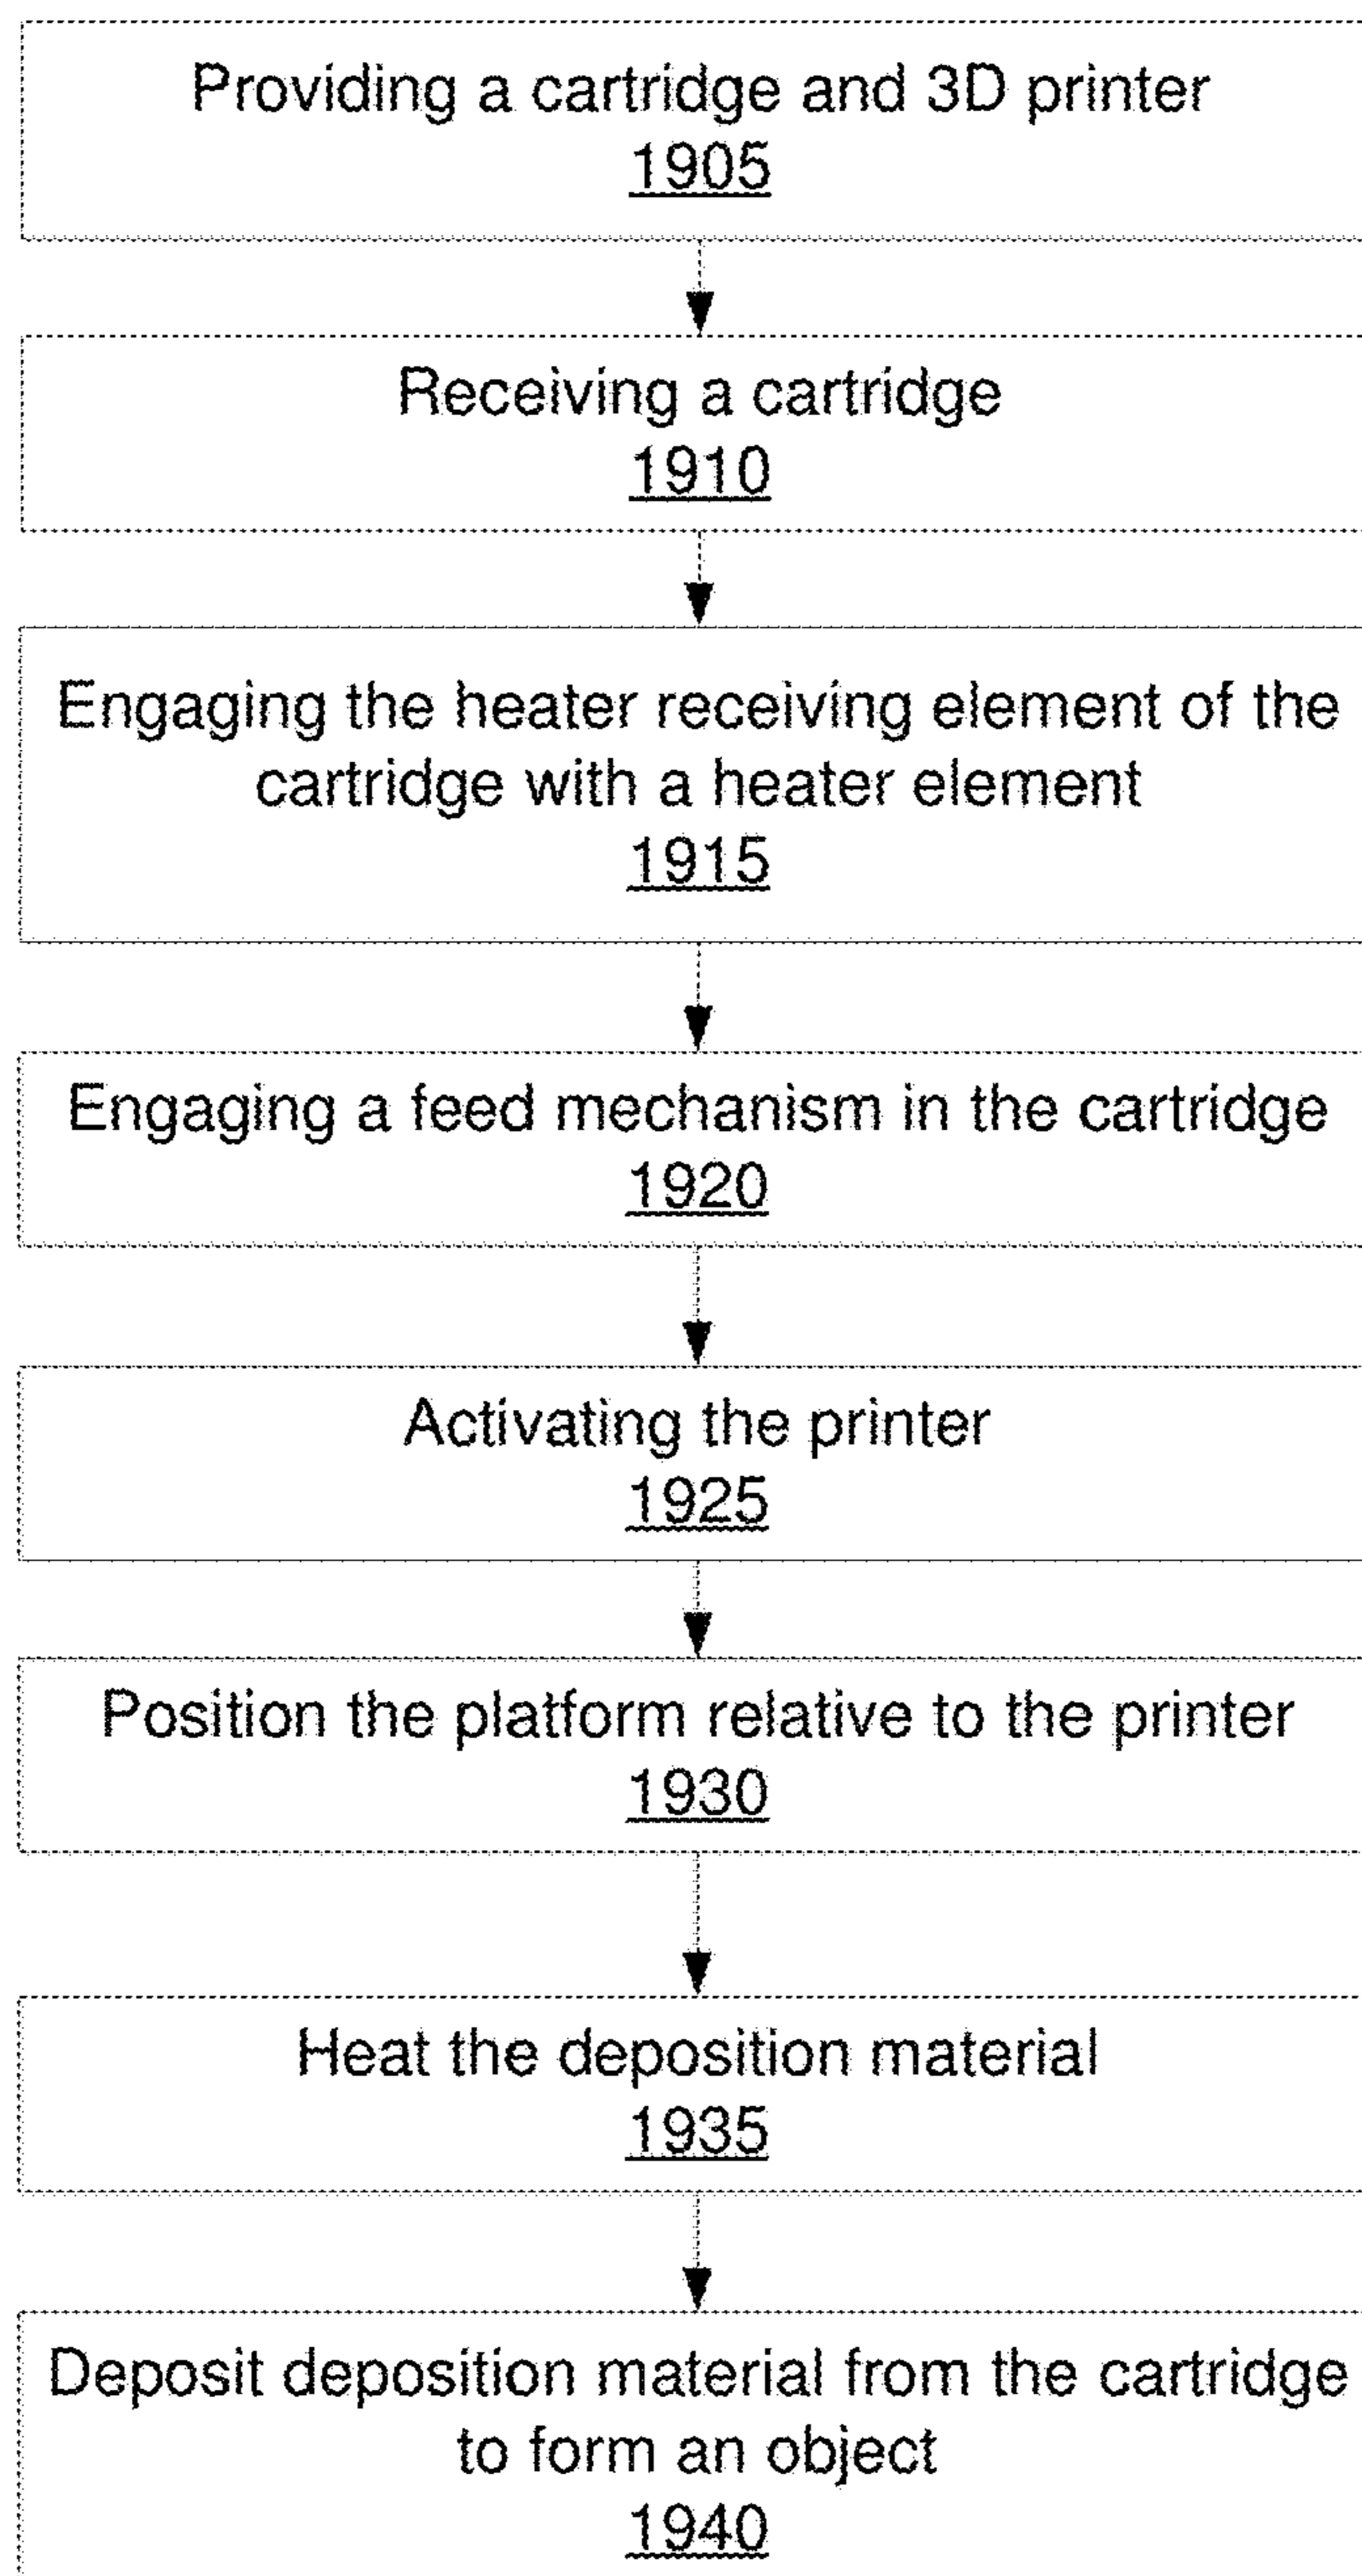 Providing a cartridge and 3D printer
1905
Receiving a cartridge
1910
Engaging the heater receiving element of the
cartridge with a heater element
1915
Engaging a feed mechanism in the cartridge
1920
Activating the printer
1925
Position the platform relative to the printer
1930
Heat the deposition material
1935
Deposit deposition material from the cartridge
to form an object
1940